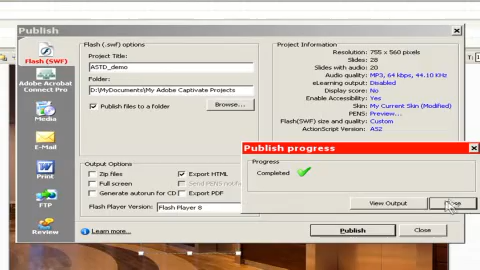 Publish
Flash (SWF)
Adobe Acrobat
Connect Pro
Media
E-Mail
Print
FTP
Review
Flash (.swf) options
Project Title:
ASTD_demo
Folder:
D:\MyDocuments\My Adobe Captivate Projects
Publish files to a folder
Browse...
Output Options
Zip files
Export HTML
Full screen
Generate autorun for CD
Export PDF
Flash Player Version:
Flash Player 8
Learn more...
Publish
Close
Project Information
Resolution: 755 x 560 pixels
Slides: 28
Slides with audio: 20
Audio quality: MP3, 64 kbps, 44.10 KHz
eLearning output: Disabled
Display score: No
Enable Accessibility: Yes
Skin: My Current Skin (Modified)
PENS: Preview...
Flash(SWF) size and quality: Custom
ActionScript Version: AS2
Publish progress
Progress
Completed
View Output